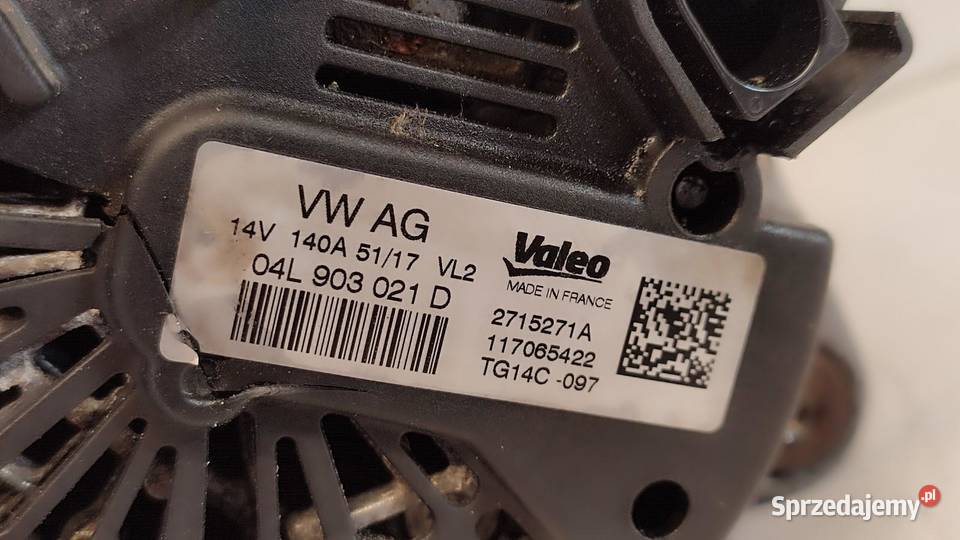 VW AG
14V 140A 51/17 VL2
04L 903 021 D
Valeo
MADE IN FRANCE
2715271A
117065422
TG14C -097
Sprzedajemy.pl